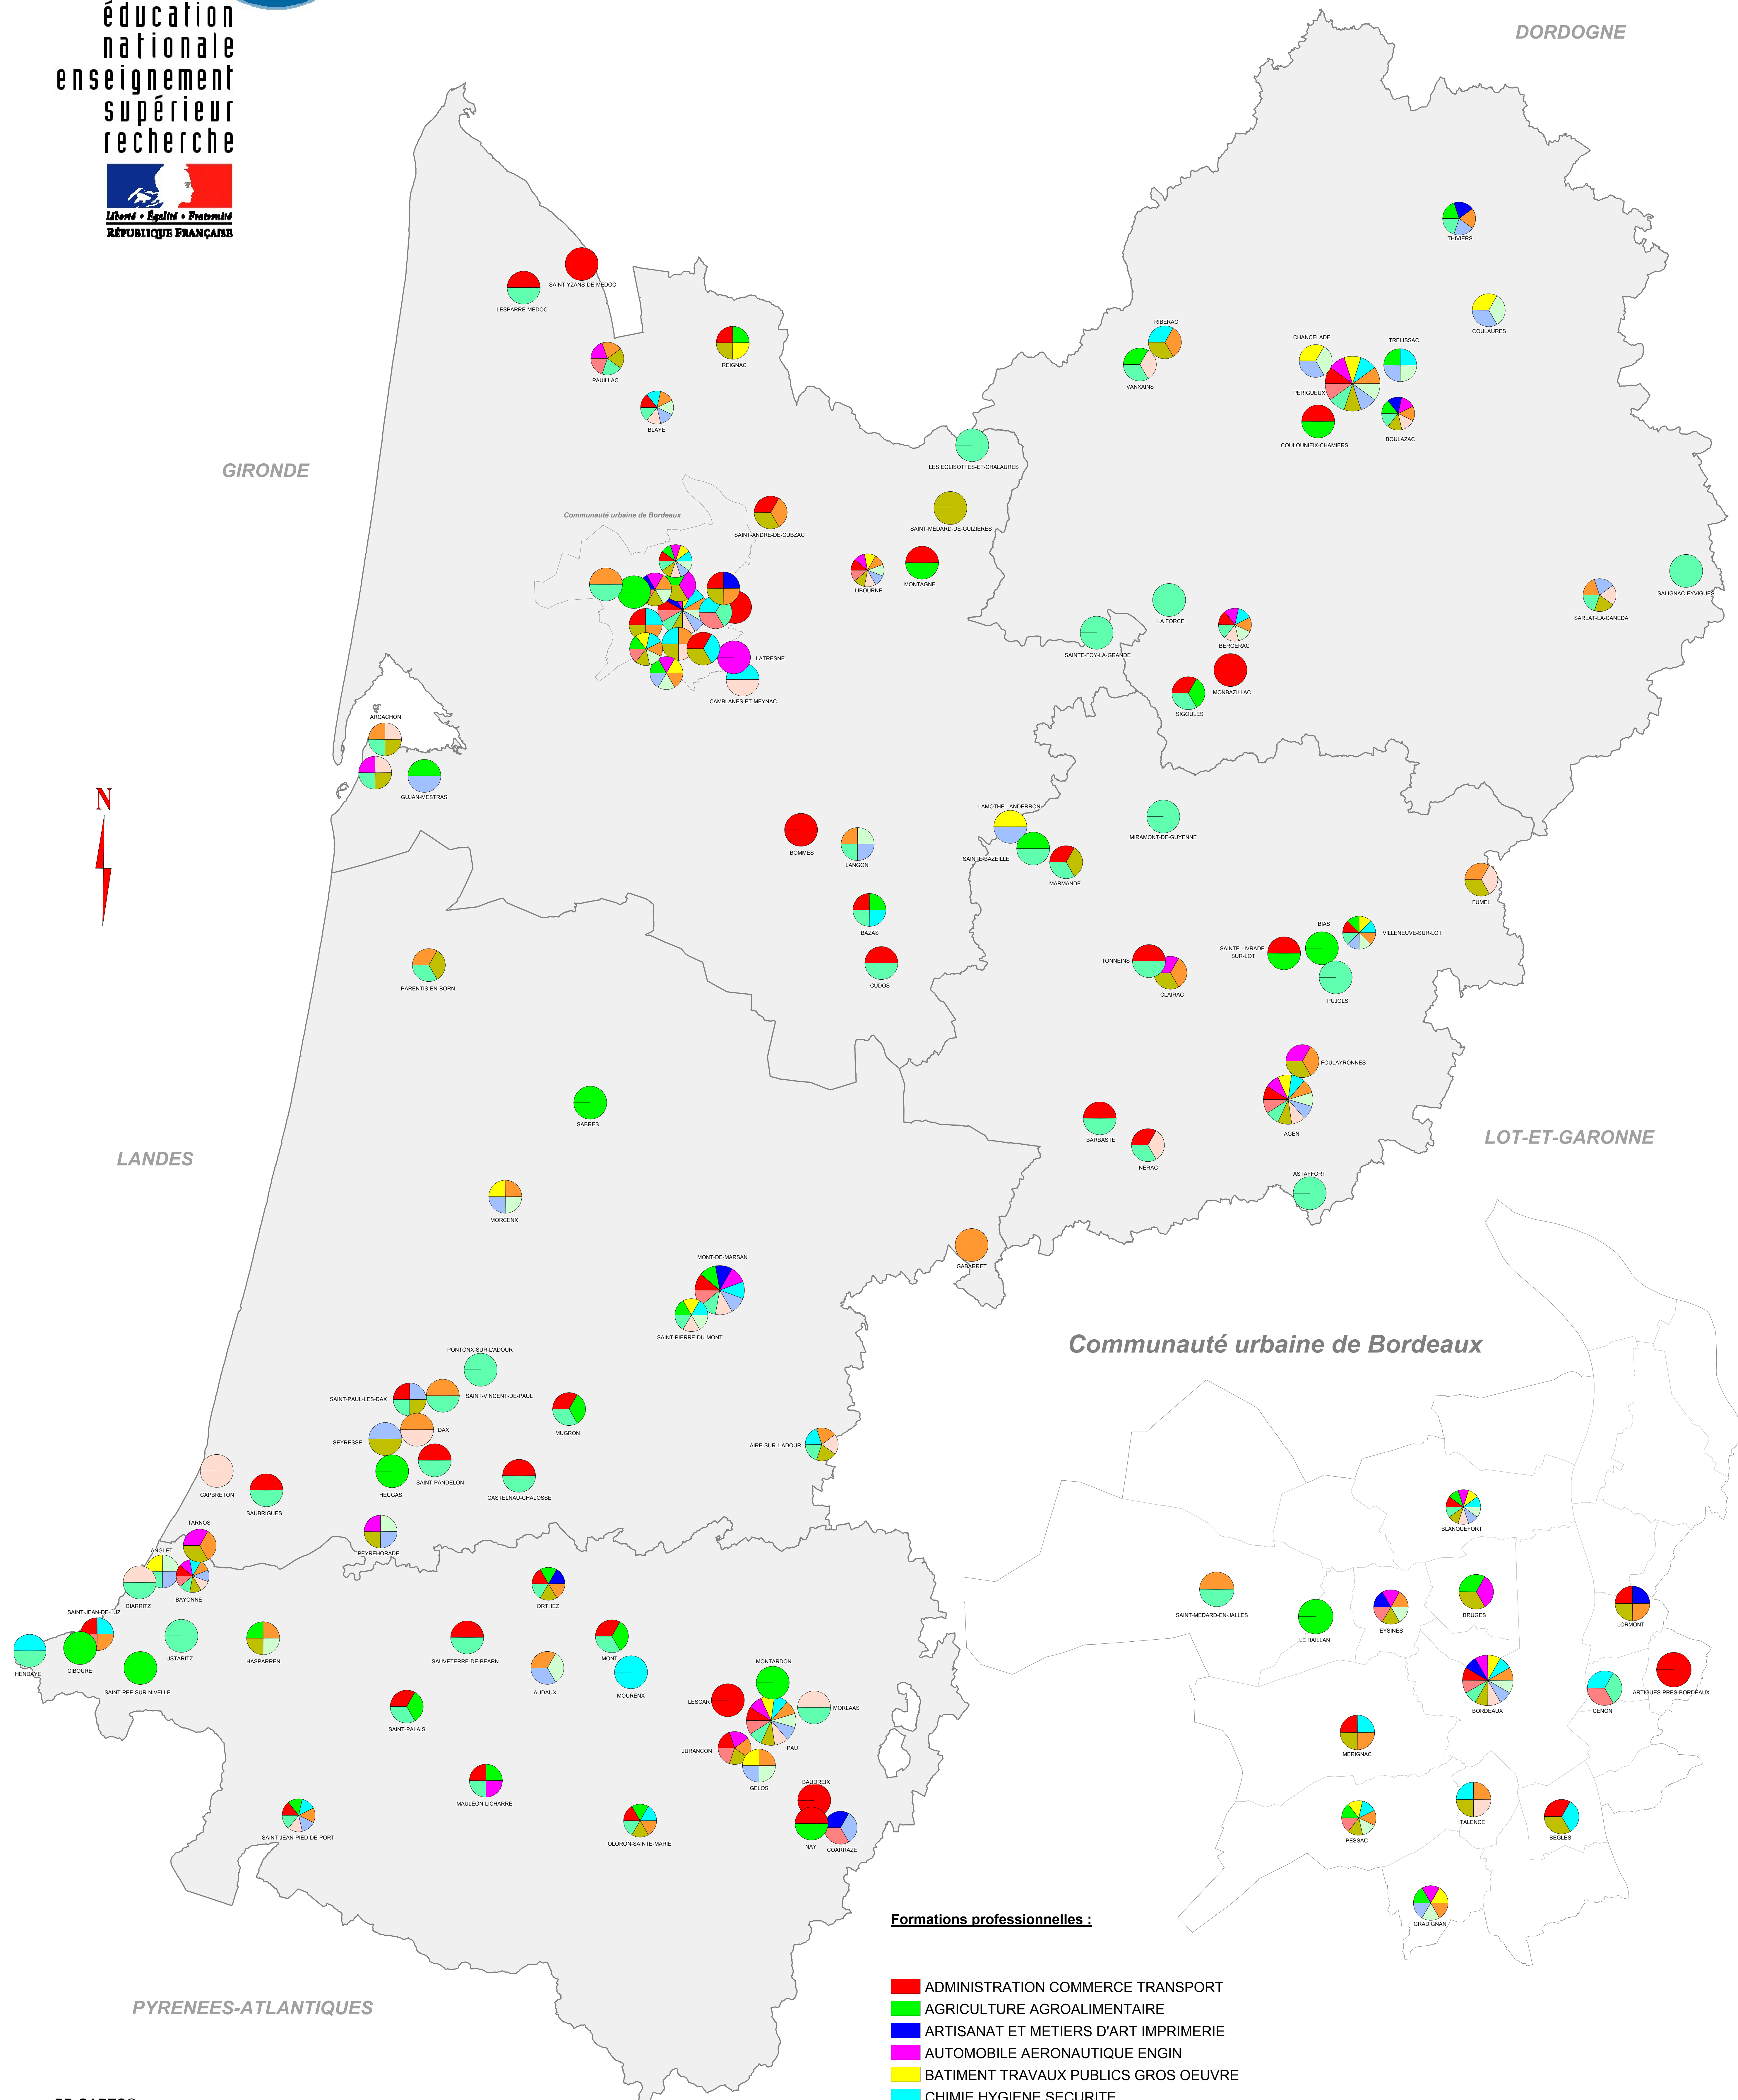 éducation
nationale
enseignement
supérieur
recherche
Liberté • Égalité • Fraternité
RÉPUBLIQUE FRANÇAISE
DORDOGNE
THIVIERS
SAINT-YZANS-DE-MEDOC
LESPARRE-MEDOC
COULAURES
RIBERAC
CHANCELADE
TRELISSAC
REIGNAC
PAUILLAC
VANXAINS
PERIGUEUX
BLAYE
BOULAZAC
COULOUNIEIX-CHAMIERS
GIRONDE
LES EGLISOTTES-ET-CHALAURES
Communauté urbaine de Bordeaux
SAINT-MEDARD-DE-GUIZIERES
SAINT-ANDRE-DE-CUBZAC
MONTAGNE
LIBOURNE
SALIGNAC-EYVIGUES
SARLAT-LA-CANEDA
LA FORCE
BERGERAC
SAINTE-FOY-LA-GRANDE
LATRESNE
MONBAZILLAC
CAMBLANES-ET-MEYNAC
SIGOULES
ARCACHON
GUJAN-MESTRAS
N
LAMOTHE-LANDERRON
MIRAMONT-DE-GUYENNE
BOMMES
LANGON
SAINTE-BAZEILLE
MARMANDE
FUMEL
BIAS
VILLENEUVE-SUR-LOT
BAZAS
SAINTE-LIVRADE-
SUR-LOT
TONNEINS
CUDOS
PARENTIS-EN-BORN
CLAIRAC
PUJOLS
FOULAYRONNES
SABRES
AGEN
BARBASTE
LOT-ET-GARONNE
LANDES
NERAC
ASTAFFORT
MORCENX
MONT-DE-MARSAN
GABARRET
SAINT-PIERRE-DU-MONT
Communauté urbaine de Bordeaux
PONTONX-SUR-L'ADOUR
SAINT-PAUL-LES-DAX
SAINT-VINCENT-DE-PAUL
DAX
MUGRON
SEYRESSE
AIRE-SUR-L'ADOUR
SAINT-PANDELON
CAPBRETON
HEUGAS
CASTELNAU-CHALOSSE
SAUBRIGUES
TARNOS
BLANQUEFORT
ANGLET
PEYREHORADE
BAYONNE
BIARRITZ
ORTHEZ
SAINT-JEAN-DE-LUZ
SAINT-MEDARD-EN-JALLES
EYSINES
BRUGES
LORMONT
LE HAILLAN
HENDAYE
CIBOURE
USTARITZ
HASPARREN
SAUVETERRE-DE-BEARN
MONT
MONTARDON
SAINT-PEE-SUR-NIVELLE
AUDAUX
MOURENX
ARTIGUES-PRES-BORDEAUX
LESCAR
MORLAAS
BORDEAUX
CENON
SAINT-PALAIS
JURANCON
PAU
MERIGNAC
BAUDREIX
GELOS
MAULEON-LICHARRE
TALENCE
BEGLES
SAINT-JEAN-PIED-DE-PORT
OLORON-SAINTE-MARIE
NAY
COARRAZE
PESSAC
GRADIGNAN
Formations professionnelles :
PYRENEES-ATLANTIQUES
ADMINISTRATION COMMERCE TRANSPORT
AGRICULTURE AGROALIMENTAIRE
ARTISANAT ET METIERS D'ART IMPRIMERIE
AUTOMOBILE AERONAUTIQUE ENGIN
BATIMENT TRAVAUX PUBLICS GROS OEUVRE
CHIMIE HYGIENE SECURITE